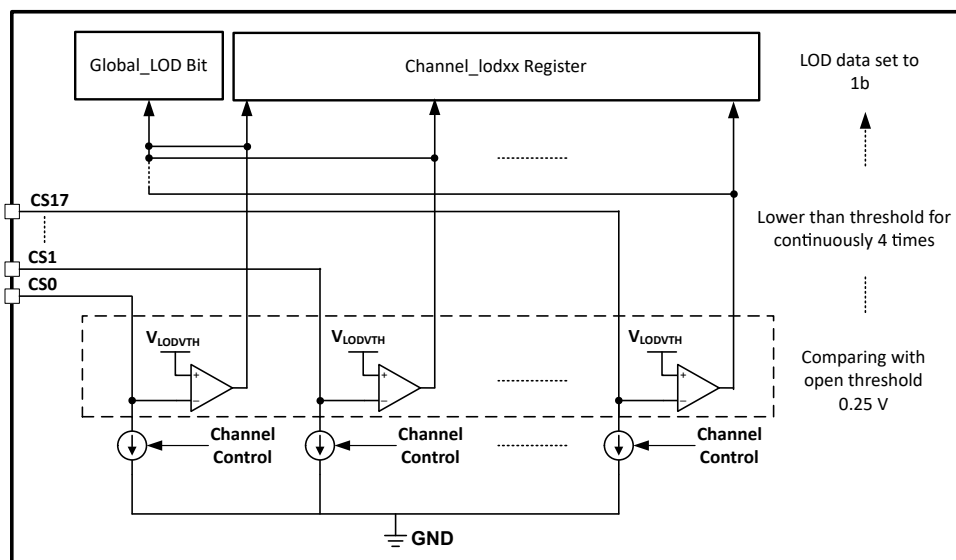 Global_LOD Bit
Channel_lodxx Register
LOD data set to
1b
CS17
CS1
CS0
Lower than threshold for
continuously 4 times
VLODVTH
+
−
VLODVTH
+
−
VLODVTH
+
−
Comparing with
open threshold
0.25 V
Channel
Control
Channel
Control
Channel
Control
GND